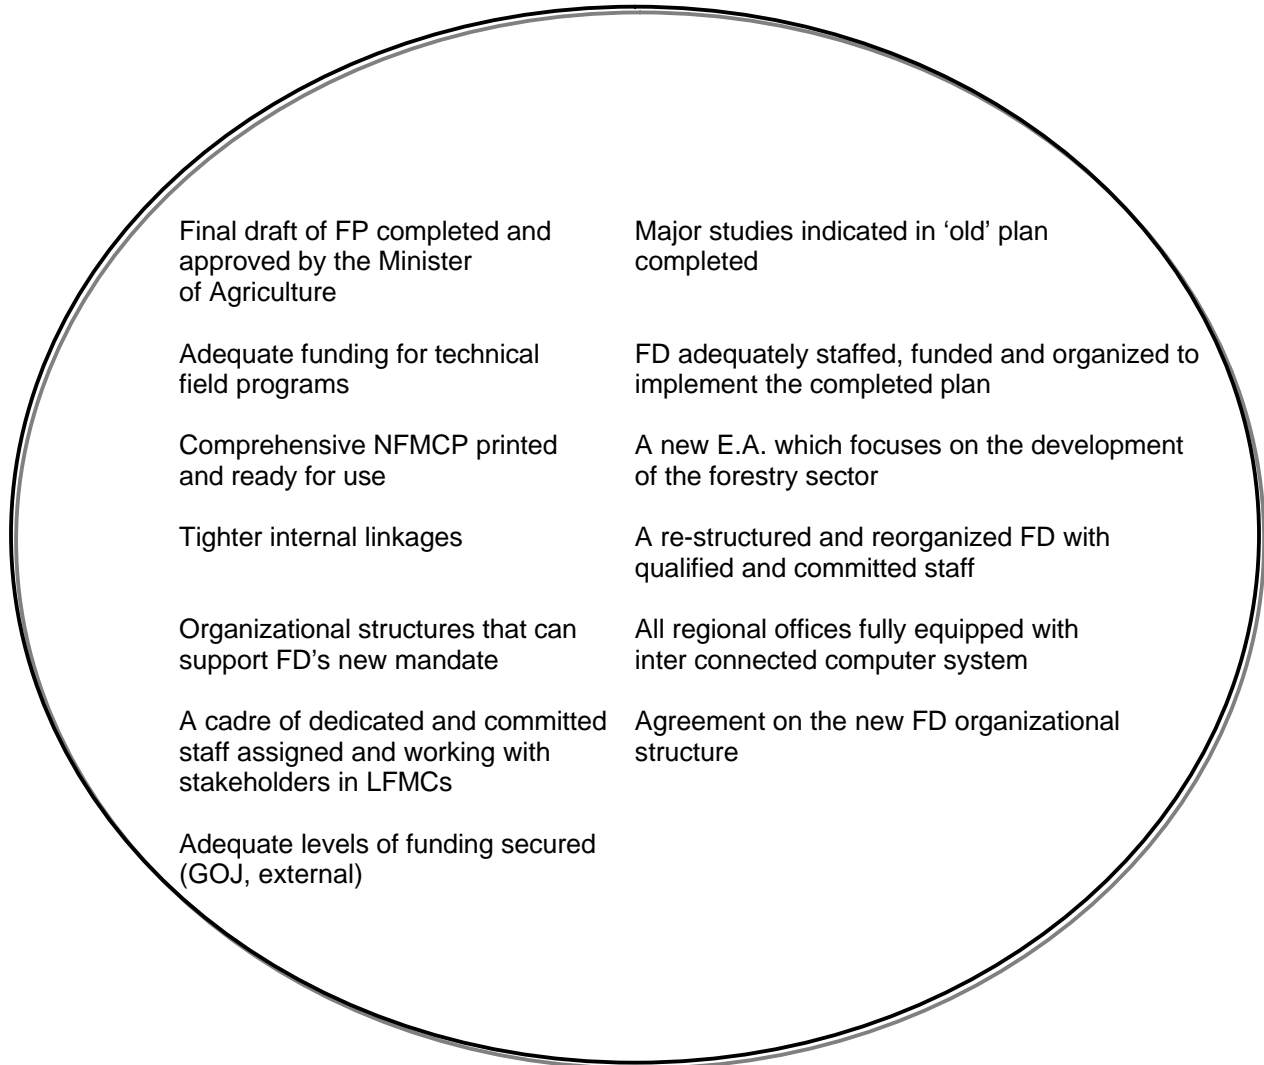 Final draft of FP completed and
approved by the Minister
of Agriculture
Adequate funding for technical
field programs
Comprehensive NFMCP printed
and ready for use
Tighter internal linkages
Organizational structures that can
support FD’s new mandate
A cadre of dedicated and committed
staff assigned and working with
stakeholders in LFMCs
Adequate levels of funding secured
(GOJ, external)
Major studies indicated in ‘old’ plan
completed
FD adequately staffed, funded and organized to
implement the completed plan
A new E.A. which focuses on the development
of the forestry sector
A re-structured and reorganized FD with
qualified and committed staff
All regional offices fully equipped with
inter connected computer system
Agreement on the new FD organizational
structure